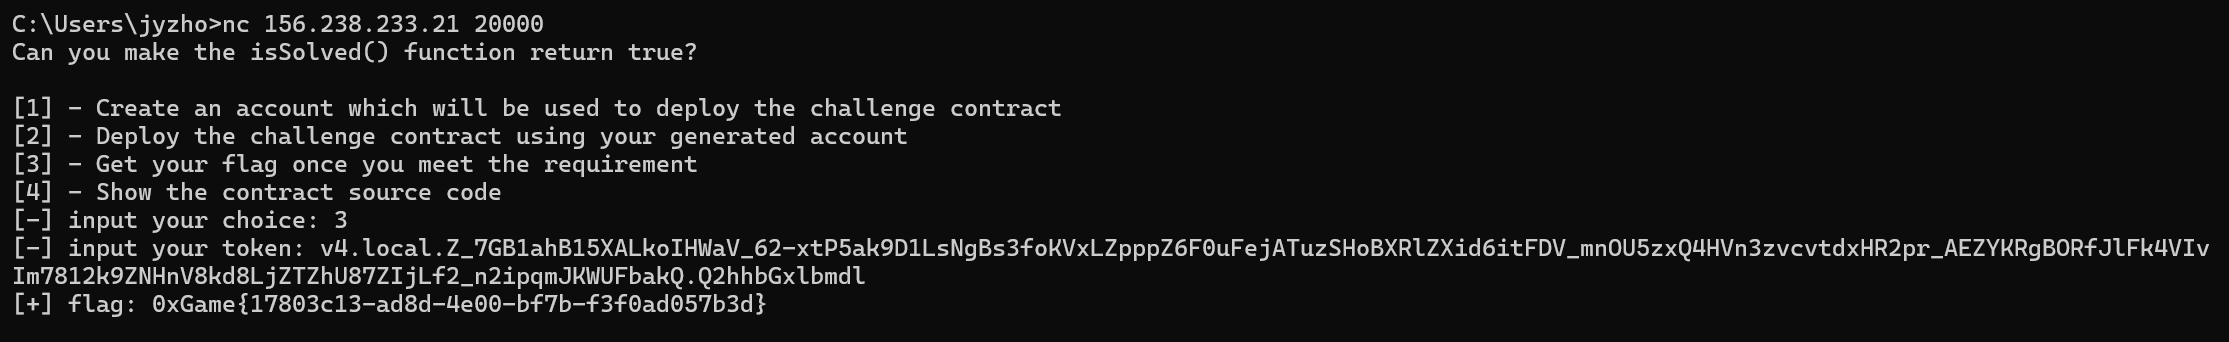 C:\Users\jyzho>nc 156.238.233.21 20000
Can you make the isSolved() function return true?
[1] - Create an account which will be used to deploy the challenge contract
[2] - Deploy the challenge contract using your generated account
[3] - Get your flag once you meet the requirement
[4] - Show the contract source code
[-] input your choice: 3
[-] input your token: v4.local.Z_7GB1ahB15XALkoIHWaV_62-xtP5ak9D1LsNgBs3foKVxLZpppZ6F0uFejATuzSHoBXRlZXid6itFDV_mnOU5zxQ4HVn3zvcvtdxHR2pr_AEZYKRgBORfJlFk4VIv
Im7812k9ZNHnV8kd8LjZTZhU87ZIjLf2_n2ipqmJKWUFbakQ.Q2hhbGxlbmdl
[+] flag: 0xGame{17803c13-ad8d-4e00-bf7b-f3f0ad057b3d}